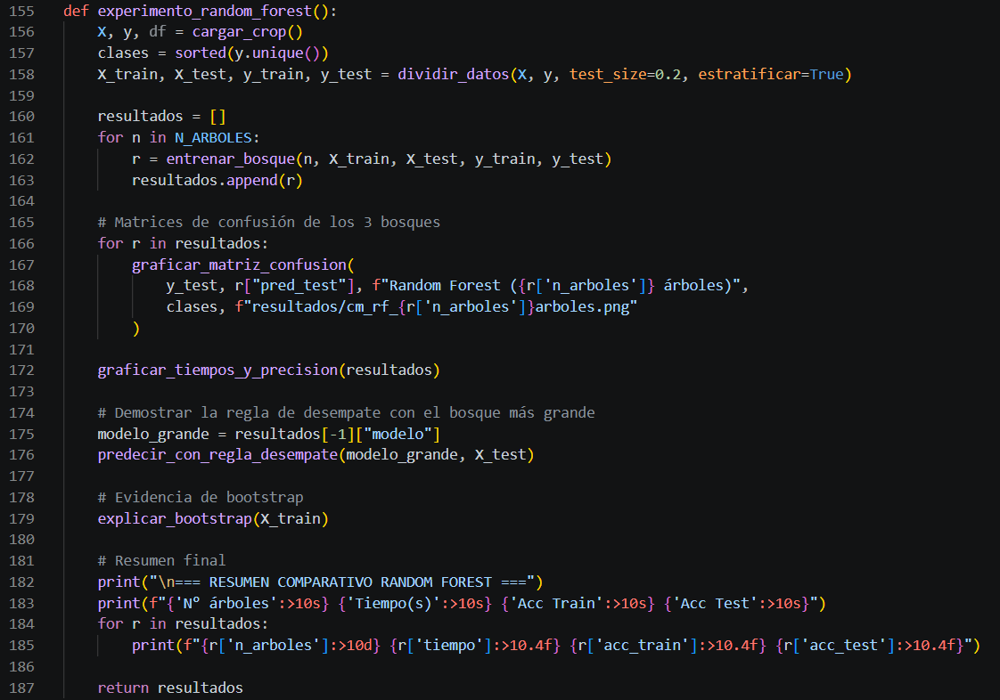 155 def experimento_random_forest():
156     X, y, df = cargar_crop()
157     clases = sorted(y.unique())
158     X_train, X_test, y_train, y_test = dividir_datos(X, y, test_size=0.2, estratificar=True)
159
160     resultados = []
161     for n in N_ARBOLES:
162         r = entrenar_bosque(n, X_train, X_test, y_train, y_test)
163         resultados.append(r)
164
165     # Matrices de confusión de los 3 bosques
166     for r in resultados:
167         graficar_matriz_confusion(
168             y_test, r["pred_test"], f"Random Forest ({r['n_arboles']} árboles)",
169             clases, f"resultados/cm_rf_{r['n_arboles']}arboles.png"
170         )
171
172     graficar_tiempos_y_precision(resultados)
173
174     # Demostrar la regla de desempate con el bosque más grande
175     modelo_grande = resultados[-1]["modelo"]
176     predecir_con_regla_desempate(modelo_grande, X_test)
177
178     # Evidencia de bootstrap
179     explicar_bootstrap(X_train)
180
181     # Resumen final
182     print("\n=== RESUMEN COMPARATIVO RANDOM FOREST ===")
183     print(f"{'N° árboles':>10s} {'Tiempo(s)':>10s} {'Acc Train':>10s} {'Acc Test':>10s}")
184     for r in resultados:
185         print(f"{r['n_arboles']:>10d} {r['tiempo']:>10.4f} {r['acc_train']:>10.4f} {r['acc_test']:>10.4f}")
186
187     return resultados